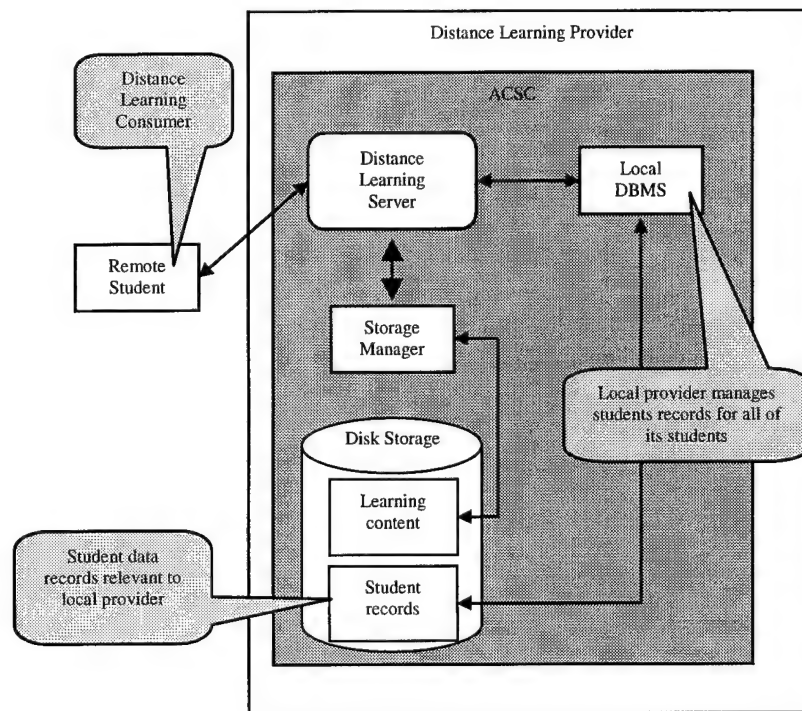 Distance Learning Provider
Distance
Learning
Consumer
ACSC
Distance
Learning
Server
Local
DBMS
Remote
Student
Storage
Manager
Local provider manages
students records for all of
its students
Disk Storage
Learning
content
Student data
records relevant to
local provider
Student
records